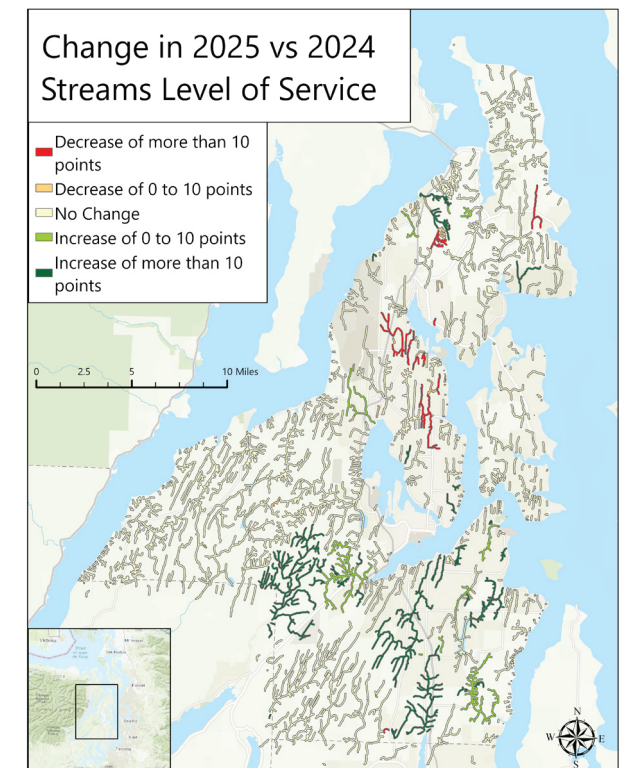 Change in 2025 vs 2024
Streams Level of Service
Decrease of more than 10
points
Decrease of 0 to 10 points
No Change
Increase of 0 to 10 points
Increase of more than 10
points
0 2.5 5 10 Miles
N
W E
S